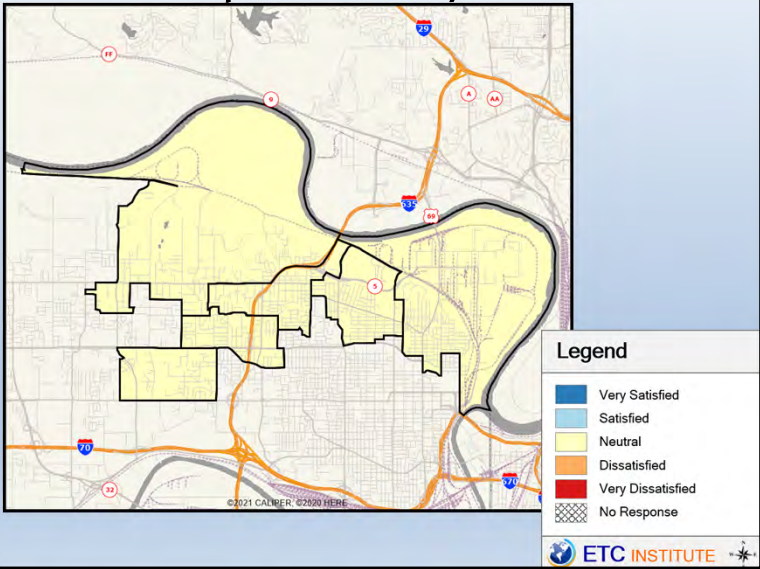 29
FF
9
A
AA
635
69
5
Legend
Very Satisfied
Satisfied
Neutral
Dissatisfied
Very Dissatisfied
No Response
70
670
32
©2021 CALIPER; ©2020 HERE
ETC INSTITUTE